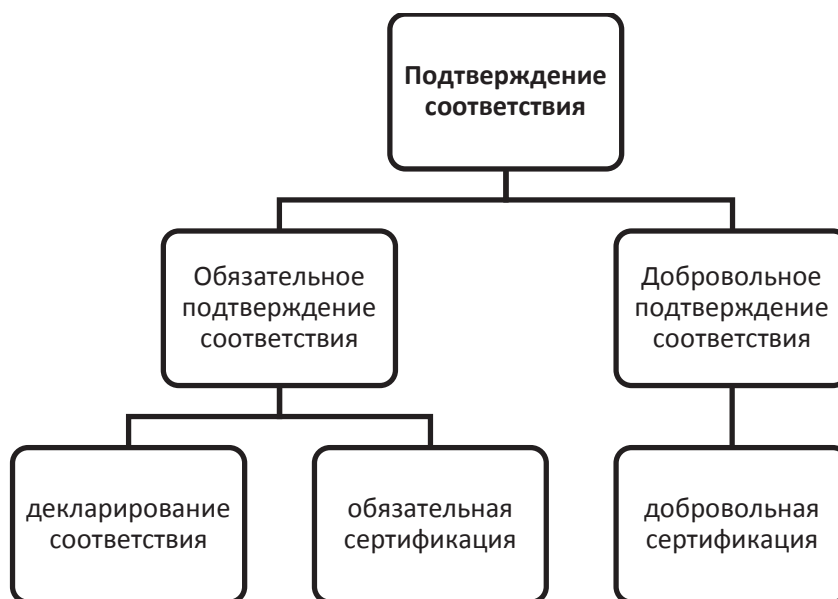 Подтверждение
соответствия
Обязательное
подтверждение
соответствия
Добровольное
подтверждение
соответствия
декларирование
соответствия
обязательная
сертификация
добровольная
сертификация